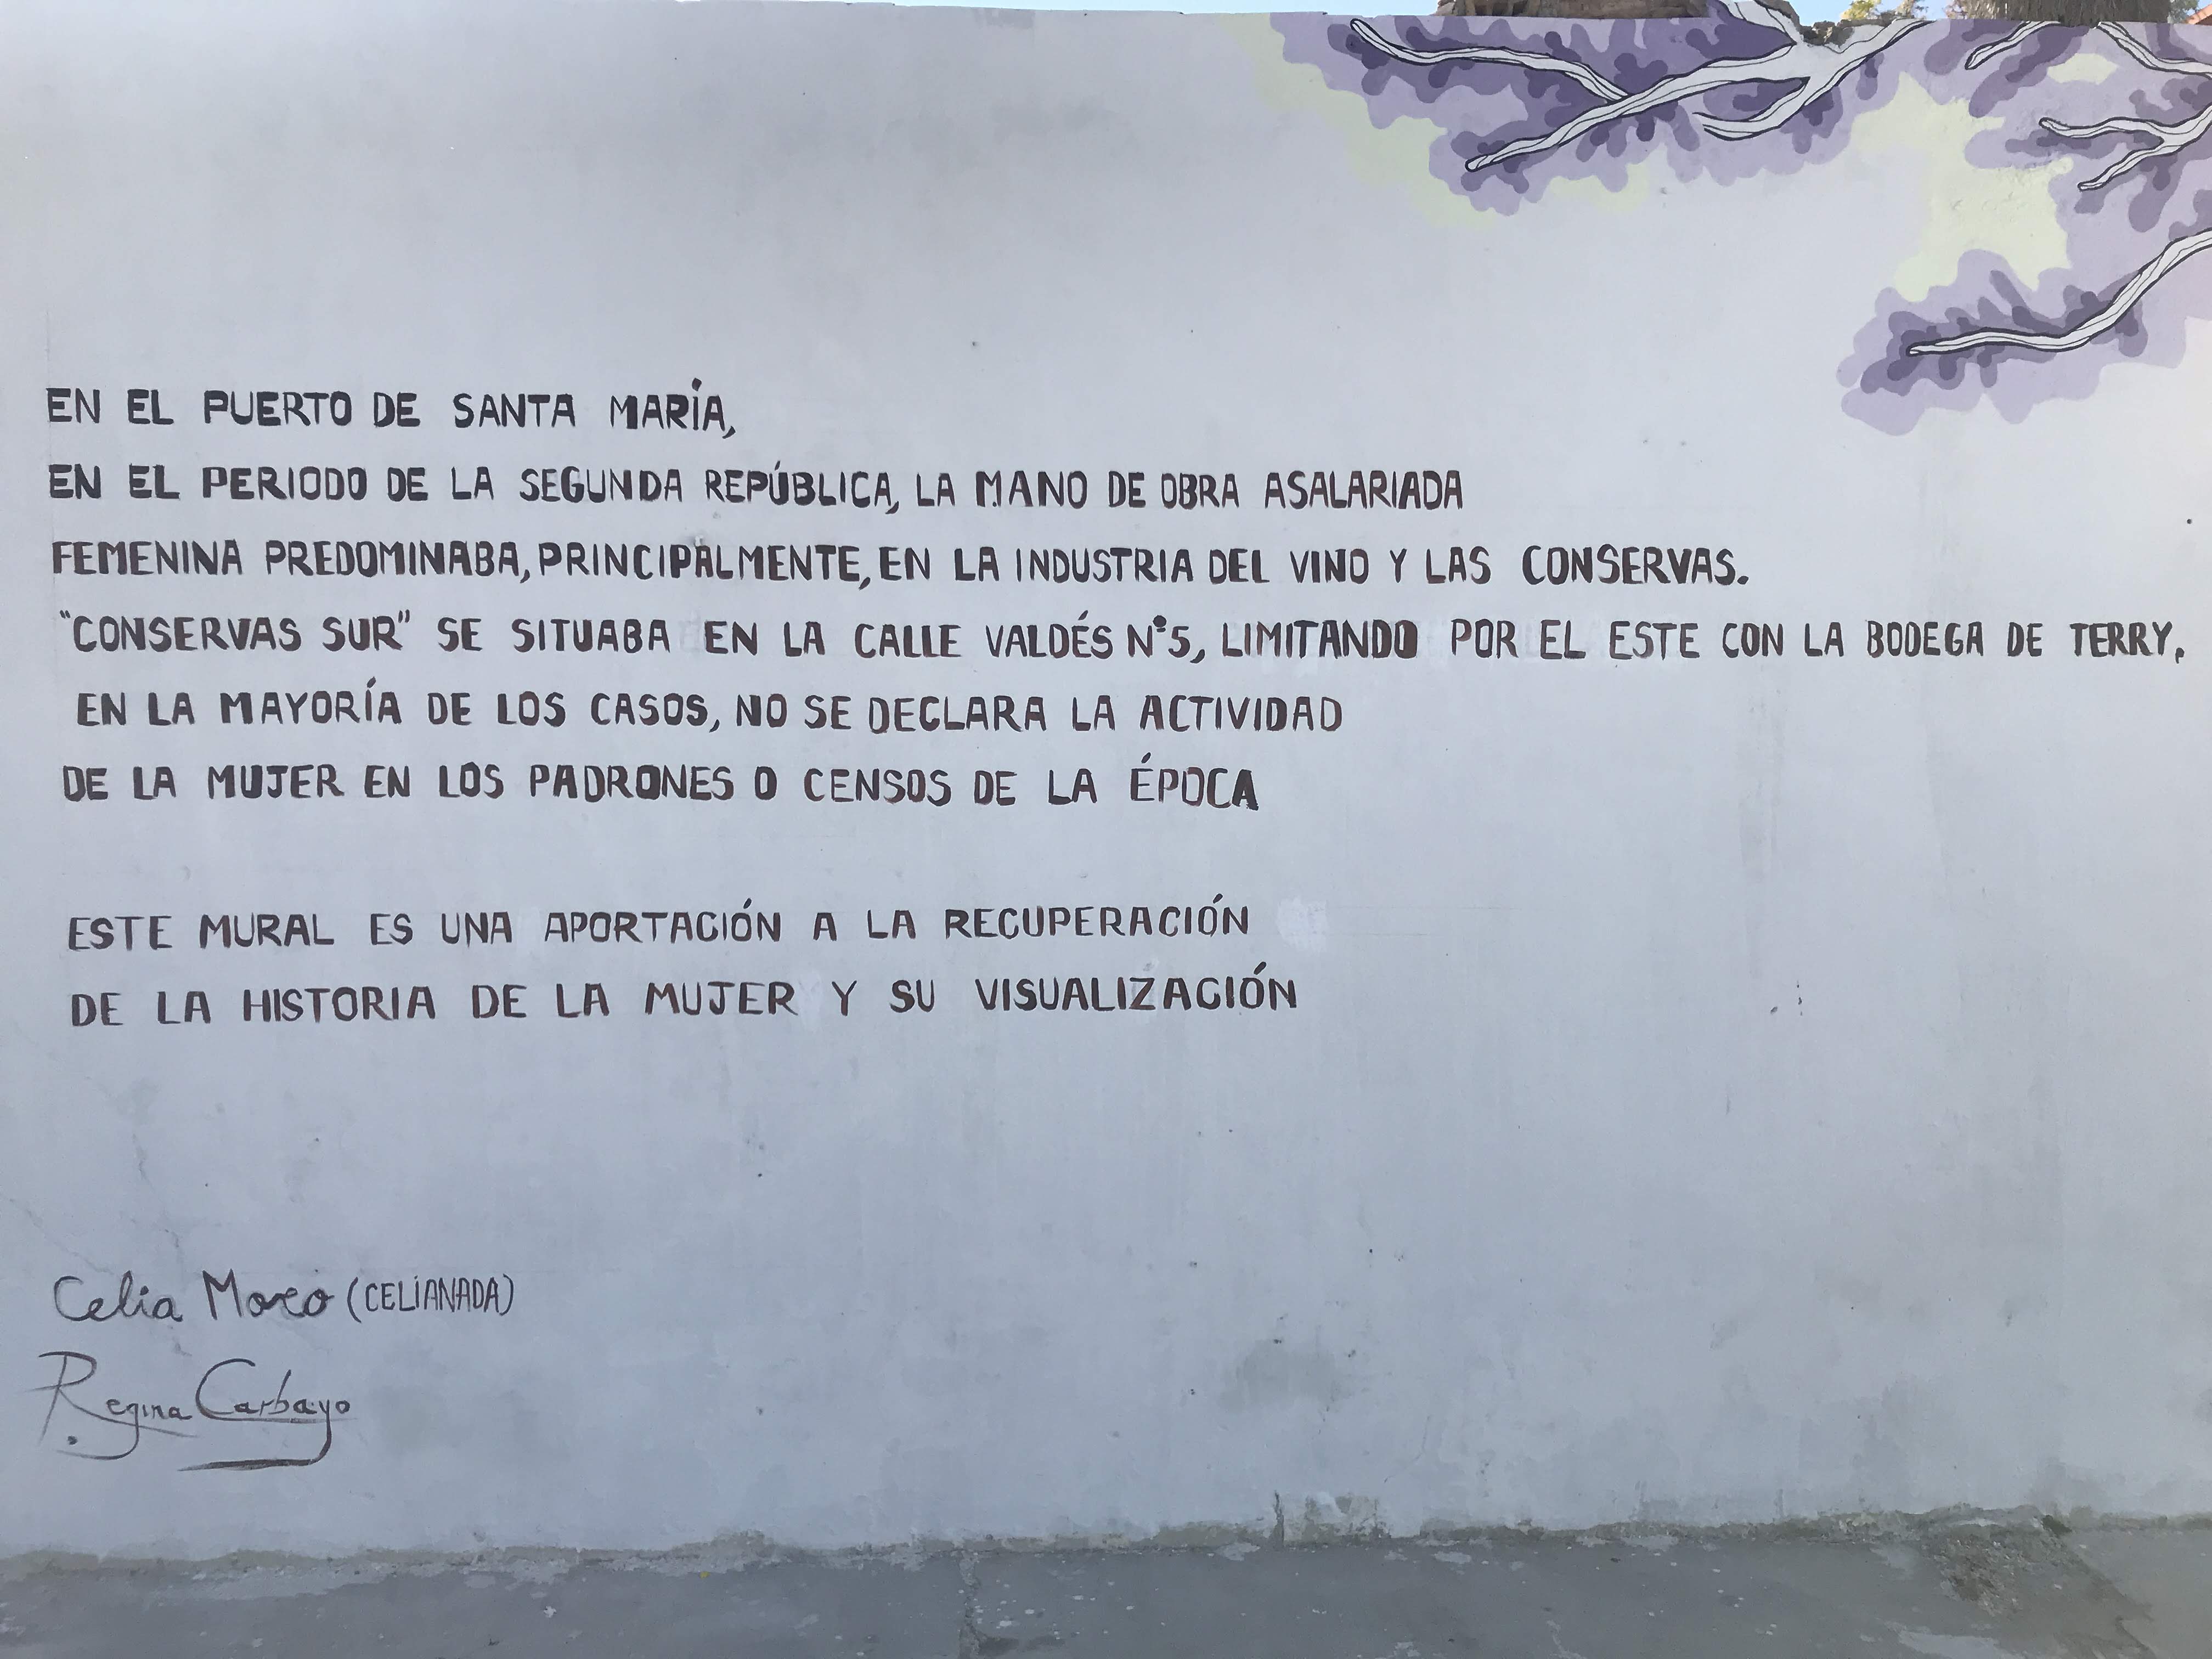 EN EL PUERTO DE SANTA MARÍA,
EN EL PERIODO DE LA SEGUNDA REPÚBLICA, LA MANO DE OBRA ASALARIADA
FEMENINA PREDOMINABA, PRINCIPALMENTE, EN LA INDUSTRIA DEL VINO Y LAS CONSERVAS.
"CONSERVAS SUR" SE SITUABA EN LA CALLE VALDÉS Nº5, LIMITANDO POR EL ESTE CON LA BODEGA DE TERRY,
EN LA MAYORÍA DE LOS CASOS, NO SE DECLARA LA ACTIVIDAD
DE LA MUJER EN LOS PADRONES O CENSOS DE LA ÉPOCA
ESTE MURAL ES UNA APORTACIÓN A LA RECUPERACIÓN
DE LA HISTORIA DE LA MUJER Y SU VISUALIZACIÓN
Celia (CELIANADA)
Regina Carbayo